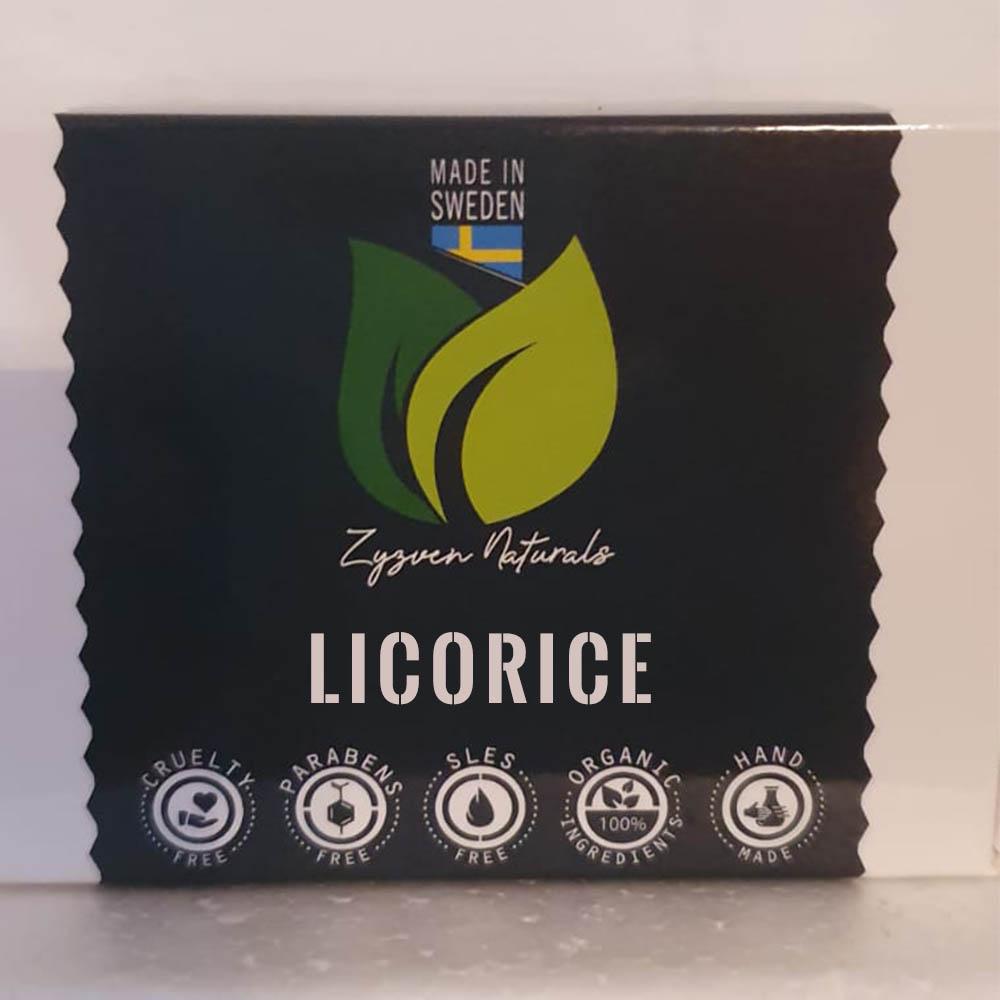 MADE IN
SWEDEN
Zyzven Naturals
LICORICE
CRUELTY
FREE
PARABENS
FREE
SLES
FREE
ORGANIC
100%
INGREDIENTS
HAND
MADE